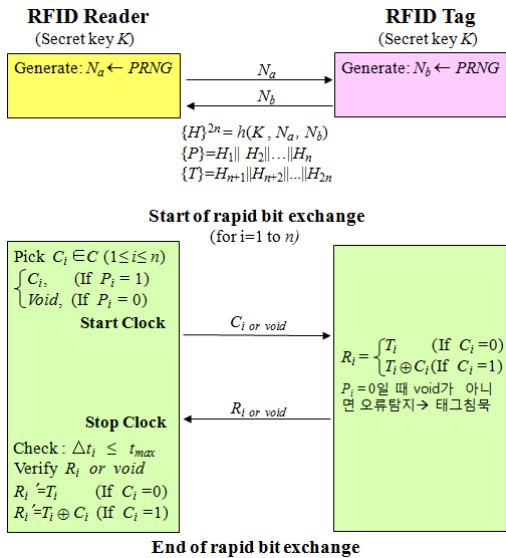 RFID Reader
(Secret key K)
RFID Tag
(Secret key K)
Generate: Nₐ ← PRNG
Nₐ
N_b
Generate: N_b ← PRNG
{H}²ⁿ = h(K , Nₐ, N_b)
{P}=H₁|| H₂||…||Hₙ
{T}=Hₙ₊₁||Hₙ₊₂||...||H₂ₙ
Start of rapid bit exchange
(for i=1 to n)
Pick Cᵢ ∈C (1≤i≤n)
Cᵢ, (If Pᵢ = 1)
Void, (If Pᵢ = 0)
Start Clock
Cᵢ or void
Rᵢ = Tᵢ (If Cᵢ=0)
Tᵢ ⊕ Cᵢ(If Cᵢ=1)
Pᵢ =0일 때 void가 아니
면 오류탐지→ 태그침묵
Rᵢ or void
Stop Clock
Check : △tᵢ ≤ tₘₐₓ
Verify Rᵢ or void
Rᵢ ′=Tᵢ (If Cᵢ=0)
Rᵢ ′=Tᵢ ⊕ Cᵢ (If Cᵢ=1)
End of rapid bit exchange